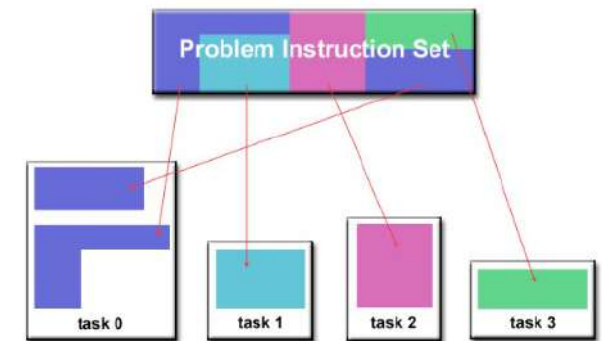 Problem Instruction Set
task 0
task 1
task 2
task 3